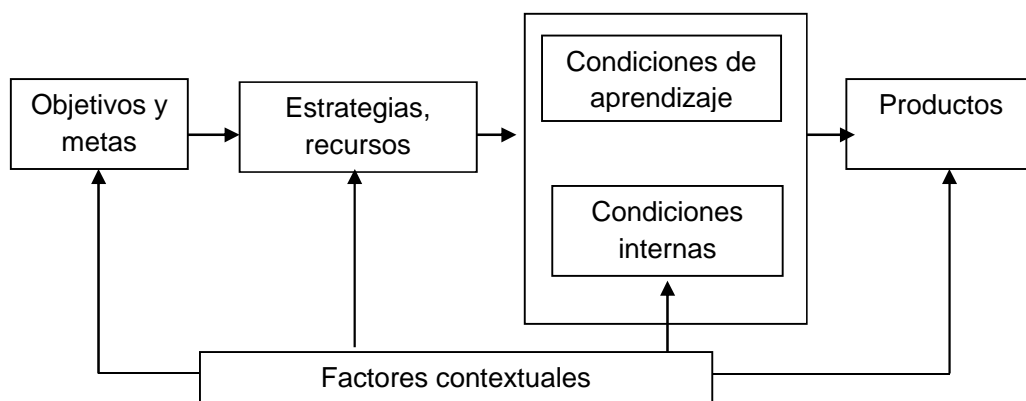 Objetivos y
metas
Estrategias,
recursos
Condiciones de
aprendizaje
Condiciones
internas
Productos
Factores contextuales